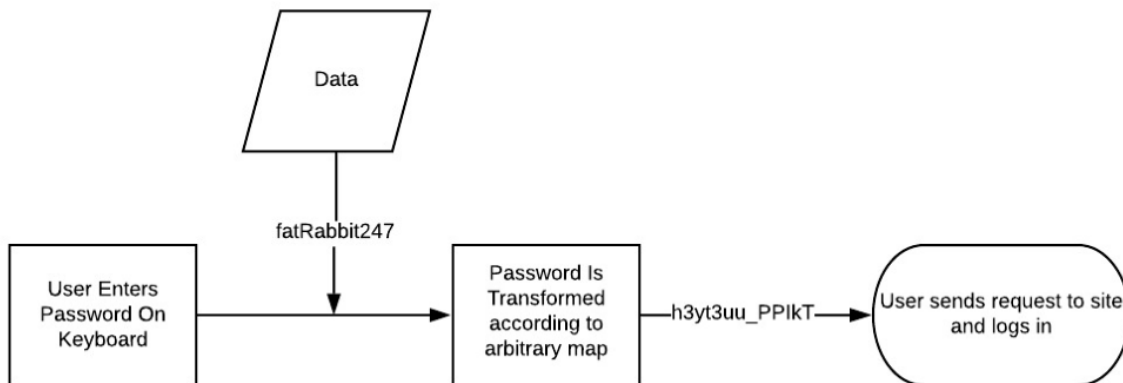 Data
fatRabbit247
User Enters
Password On
Keyboard
Password Is
Transformed
according to
arbitrary map
h3yt3uu_PPlkT
User sends request to site
and logs in